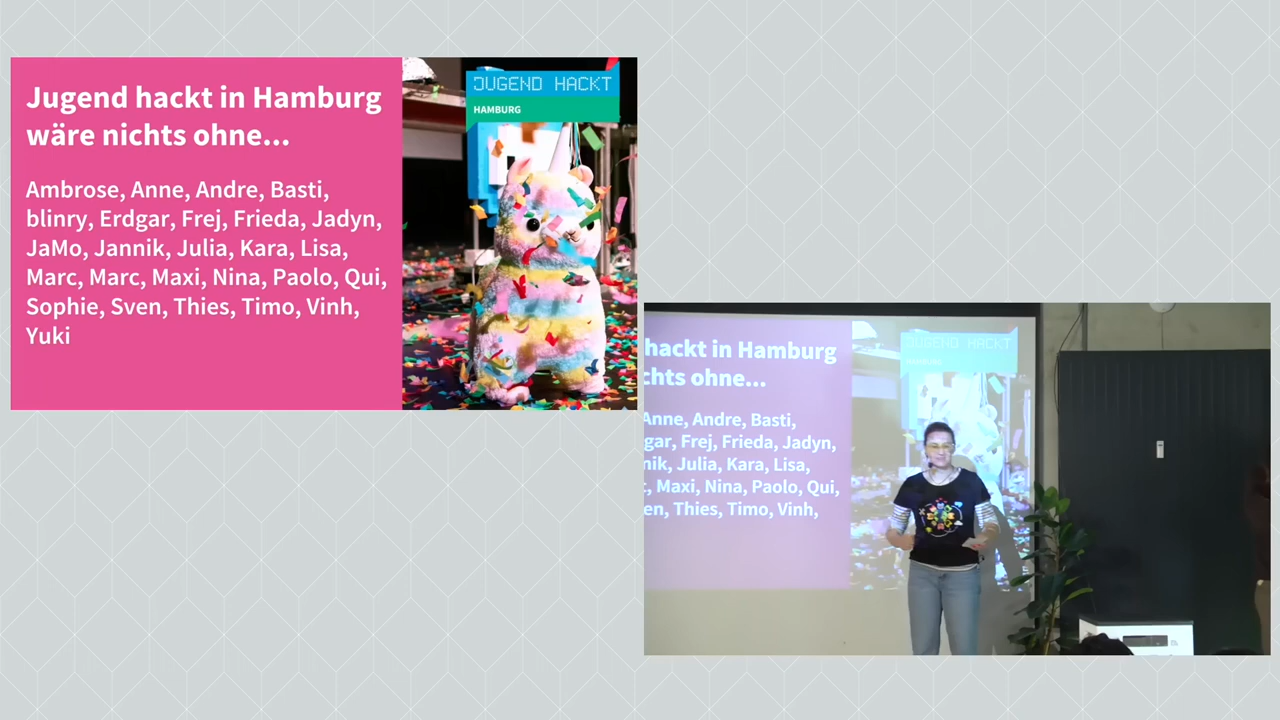 Jugend hackt in Hamburg
wäre nichts ohne...
Ambrose, Anne, Andre, Basti,
blinry, Erdgar, Frej, Frieda, Jadyn,
JaMo, Jannik, Julia, Kara, Lisa,
Marc, Marc, Maxi, Nina, Paolo, Qui,
Sophie, Sven, Thies, Timo, Vinh,
Yuki
JUGEND HACKT
HAMBURG
hackt in Hamburg
chts ohne...
Anne, Andre, Basti,
gar, Frej, Frieda, Jadyn,
nik, Julia, Kara, Lisa,
, Maxi, Nina, Paolo, Qui,
en, Thies, Timo, Vinh,
JUGEND HACKT
HAMBURG